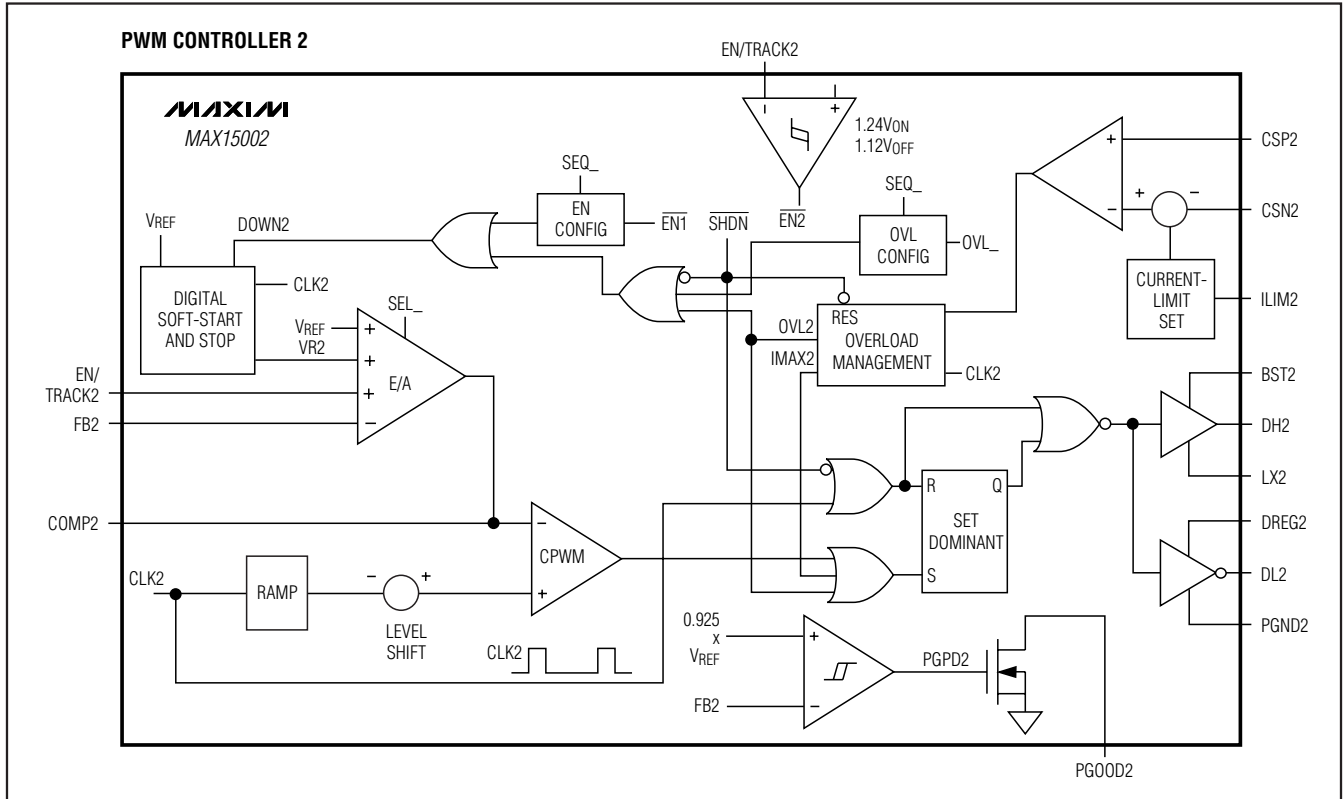 PWM CONTROLLER 2
EN/TRACK2
MAXIM
MAX15002
1.24VON
1.12VOFF
CSP2
CSN2
CURRENT-
LIMIT
SET
ILIM2
SEQ_
EN
CONFIG
EN1
SHDN
EN2
SEQ_
OVL
CONFIG
OVL_
VREF
DOWN2
DIGITAL
SOFT-START
AND STOP
CLK2
SEL_
VREF
VR2
E/A
EN/
TRACK2
FB2
OVL2
IMAX2
RES
OVERLOAD
MANAGEMENT
CLK2
BST2
DH2
LX2
R
Q
SET
DOMINANT
S
DREG2
DL2
PGND2
COMP2
CPWM
CLK2
RAMP
LEVEL
SHIFT
CLK2
0.925
x
VREF
FB2
PGPD2
PGOOD2